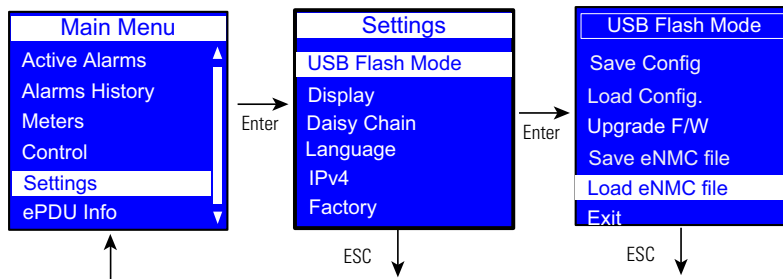 Main Menu
Active Alarms
Alarms History
Meters
Control
Settings
ePDU Info
Enter
Settings
USB Flash Mode
Display
Daisy Chain
Language
IPv4
Factory
ESC
Enter
USB Flash Mode
Save Config
Load Config.
Upgrade F/W
Save eNMC file
Load eNMC file
Exit
ESC